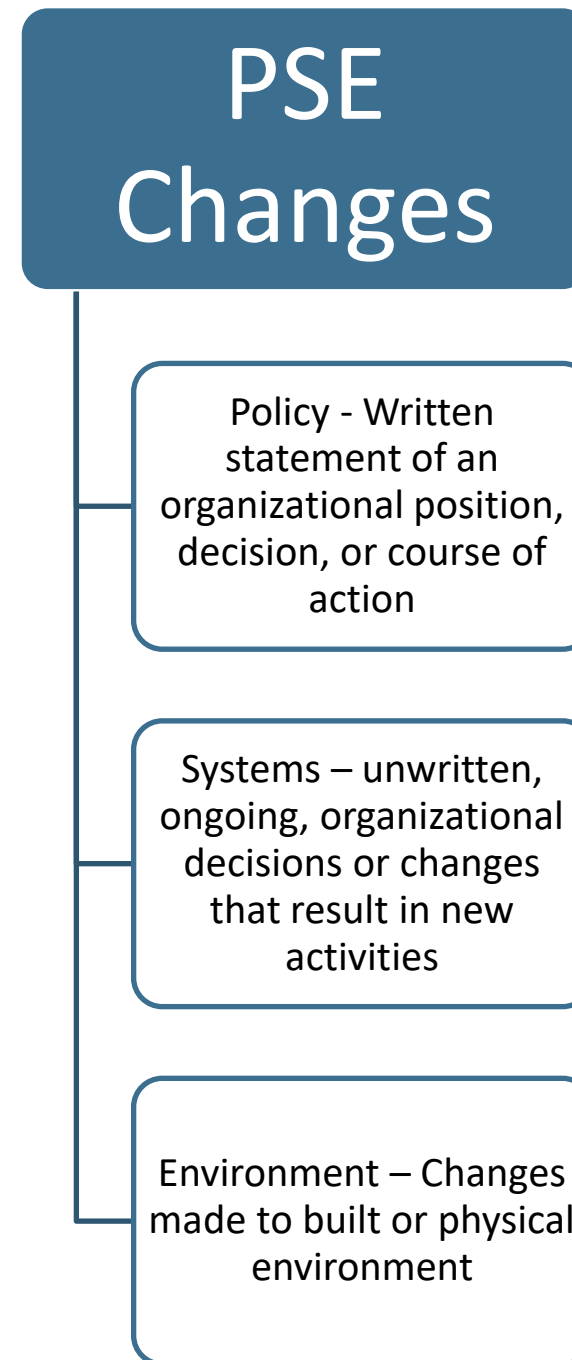 PSE
Changes
Policy - Written
statement of an
organizational position,
decision, or course of
action
Systems – unwritten,
ongoing, organizational
decisions or changes
that result in new
activities
Environment – Changes
made to built or physical
environment